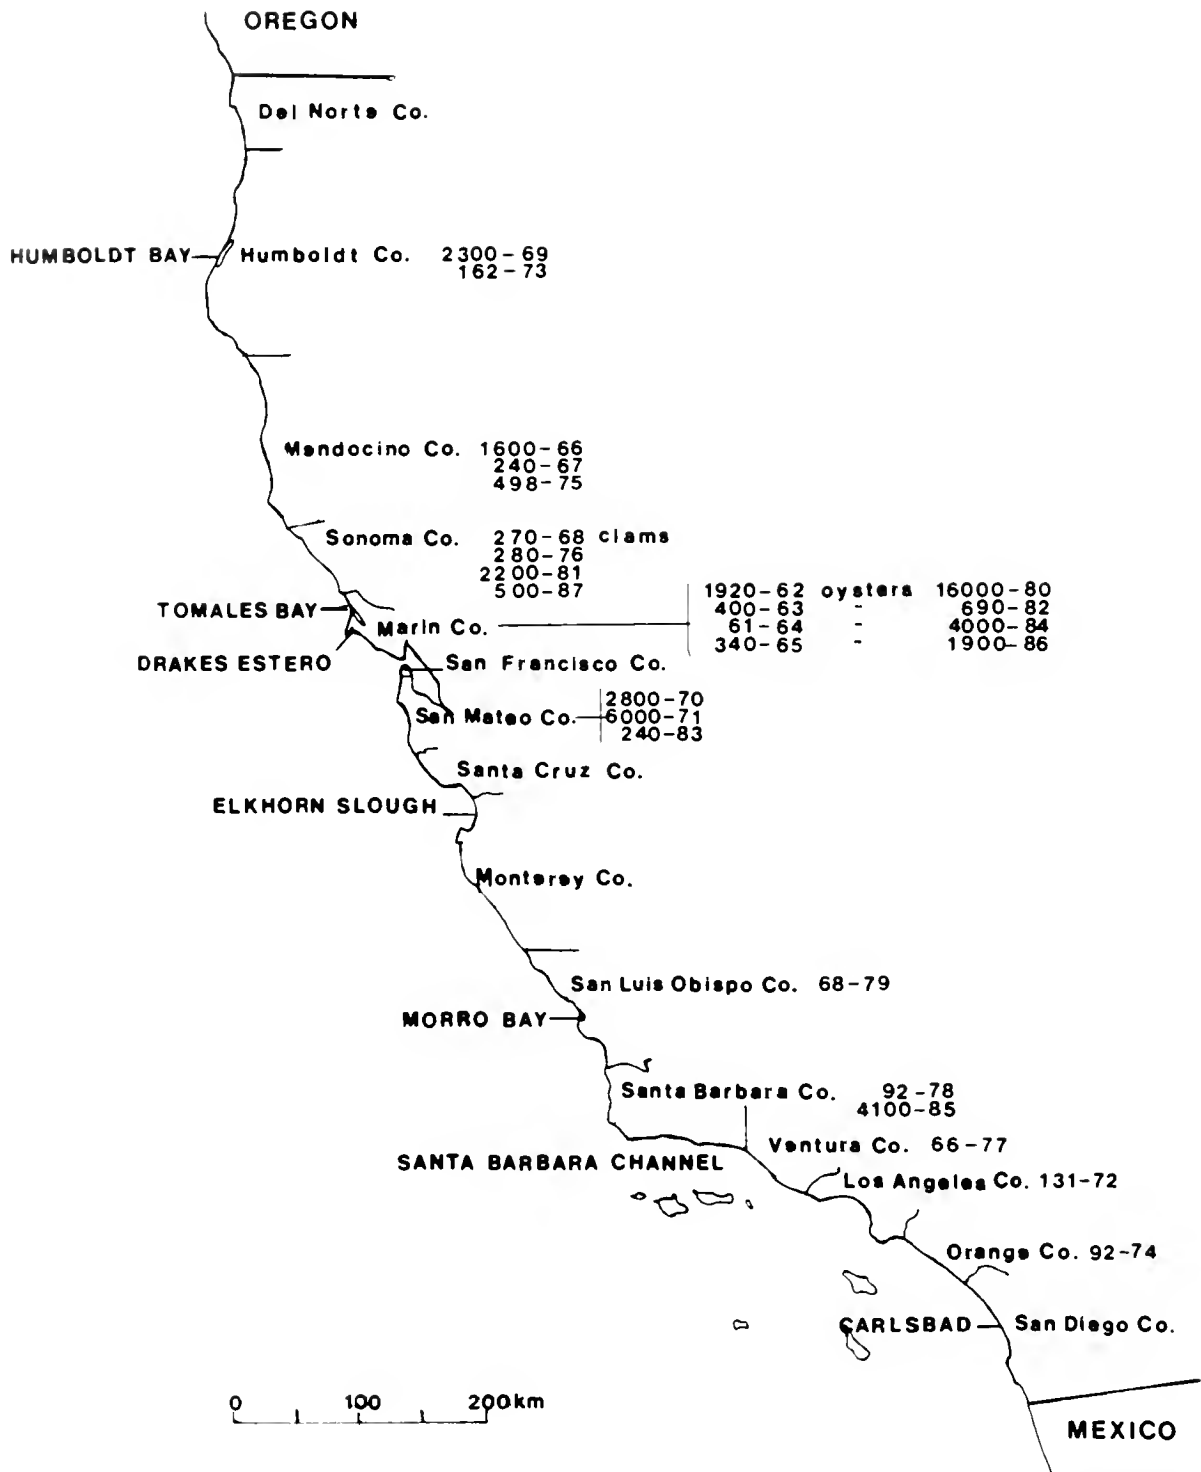 OREGON
Del Norte Co.
HUMBOLDT BAY Humboldt Co. 2300-69
162-73
Mendocino Co. 1600-66
240-67
498-75
Sonoma Co. 270-68 clams
280-76
2200-81
500-87
TOMALES BAY
Marin Co.
1920-62 oysters 16000-80
400-63 - 690-82
61-64 - 4000-84
340-65 - 1900-86
DRAKES ESTERO
San Francisco Co.
San Mateo Co.
2800-70
6000-71
240-83
Santa Cruz Co.
ELKHORN SLOUGH
Monterey Co.
San Luis Obispo Co. 68-79
MORRO BAY
Santa Barbara Co. 92-78
4100-85
Ventura Co. 66-77
SANTA BARBARA CHANNEL
Los Angeles Co. 131-72
Orange Co. 92-74
CARLSBAD San Diego Co.
0 100 200km
MEXICO